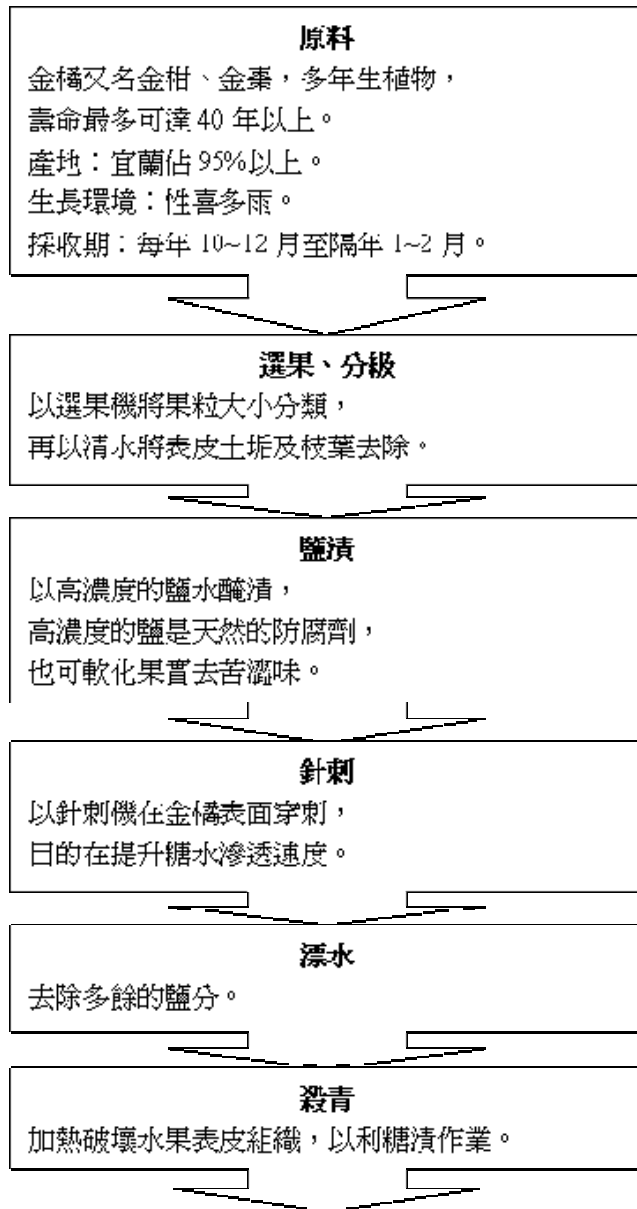 原料
金橘又名金柑、金棗，多年生植物，
壽命最多可達 40 年以上。
產地：宜蘭佔 95%以上。
生長環境：性喜多雨。
採收期：每年 10~12 月至隔年 1~2 月。
選果、分級
以選果機將果粒大小分類，
再以清水將表皮土垢及枝葉去除。
鹽漬
以高濃度的鹽水醃漬，
高濃度的鹽是天然的防腐劑，
也可軟化果實去苦澀味。
針刺
以針刺機在金橘表面穿刺，
目的在提升糖水滲透速度。
漂水
去除多餘的鹽分。
殺青
加熱破壞水果表皮組織，以利糖漬作業。